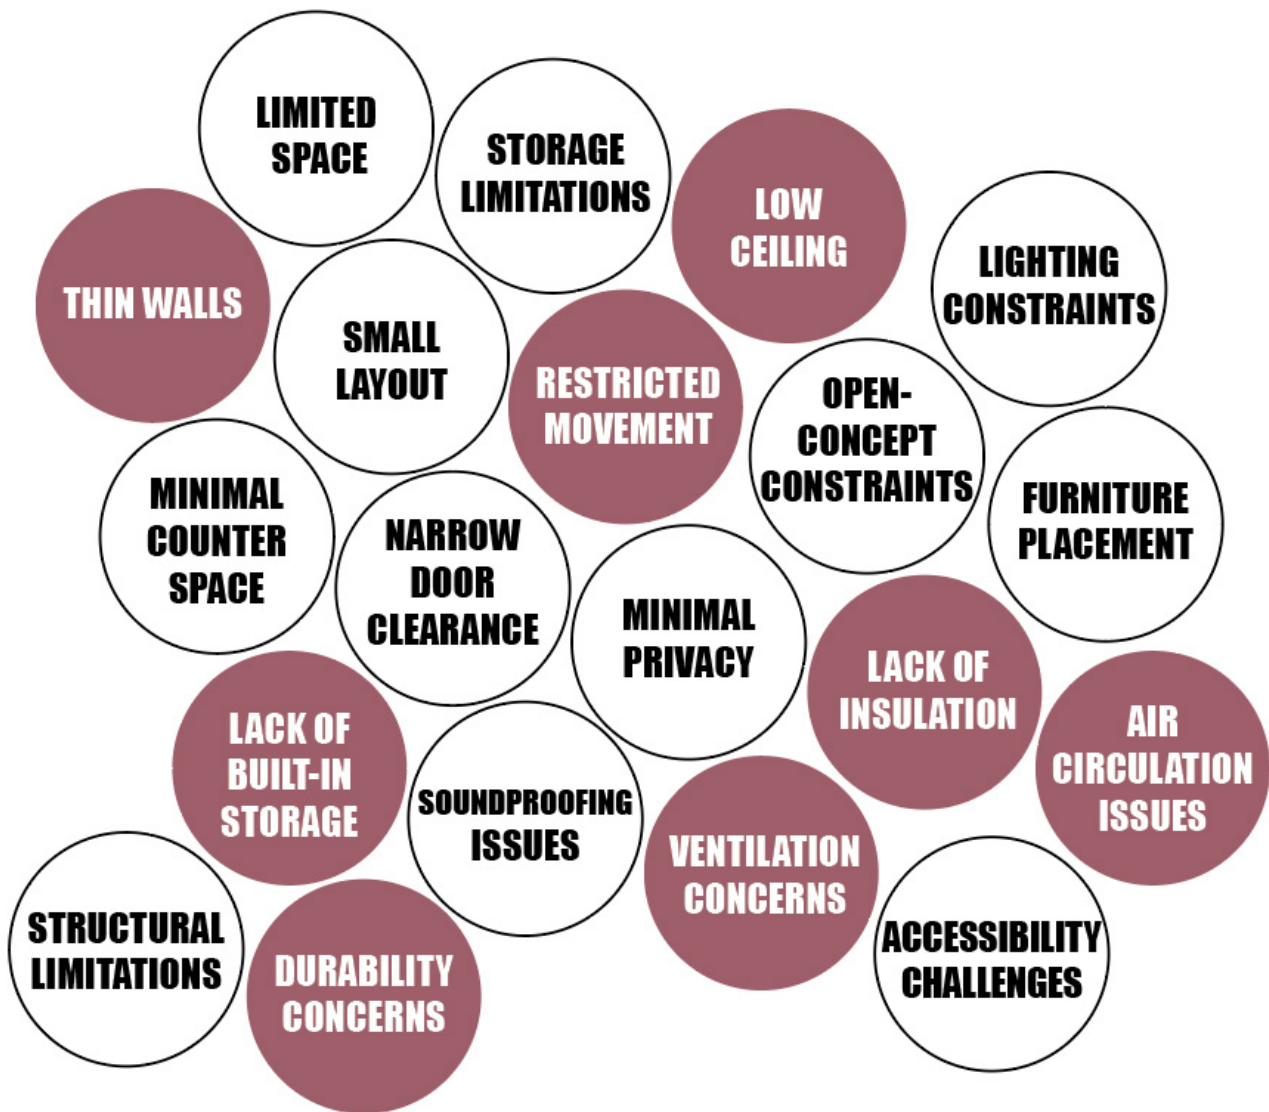 LIMITED
SPACE
STORAGE
LIMITATIONS
LOW
CEILING
LIGHTING
CONSTRAINTS
THIN WALLS
SMALL
LAYOUT
RESTRICTED
MOVEMENT
OPEN-
CONCEPT
CONSTRAINTS
FURNITURE
PLACEMENT
MINIMAL
COUNTER
SPACE
NARROW
DOOR
CLEARANCE
MINIMAL
PRIVACY
LACK OF
INSULATION
AIR
CIRCULATION
ISSUES
LACK OF
BUILT-IN
STORAGE
SOUNDPROOFING
ISSUES
VENTILATION
CONCERNS
STRUCTURAL
LIMITATIONS
DURABILITY
CONCERNS
ACCESSIBILITY
CHALLENGES